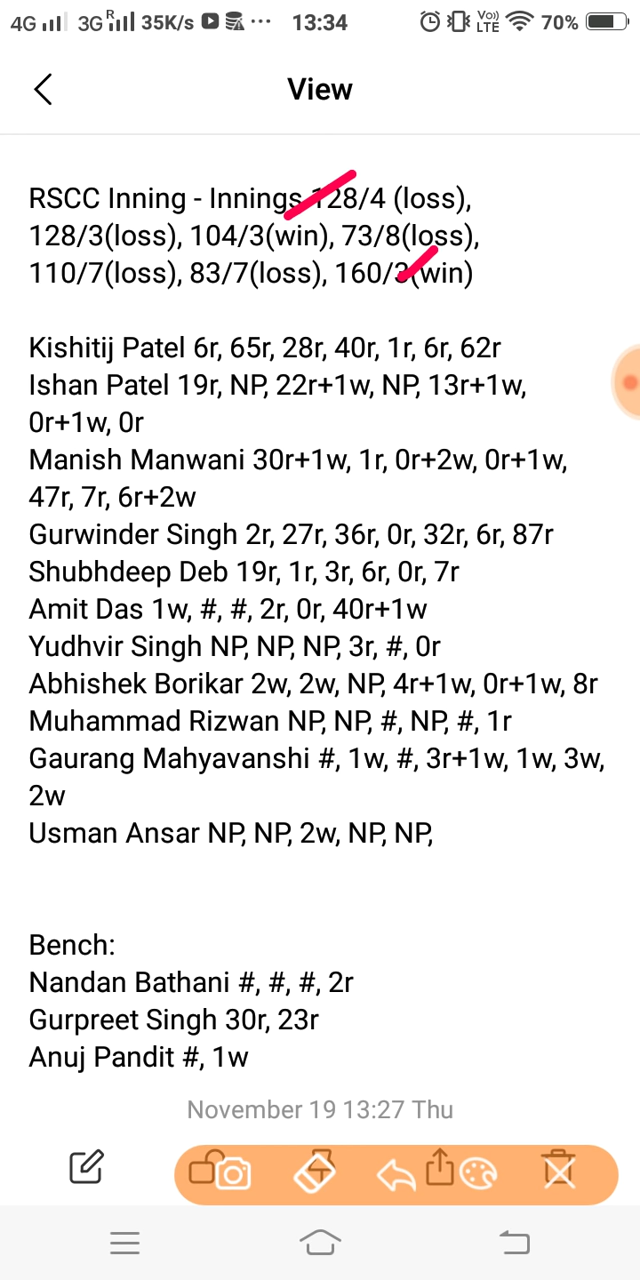 4G 3G R 35K/s ... 13:34 Vo)) LTE 70%
View
RSCC Inning - Innings 128/4 (loss),
128/3(loss), 104/3(win), 73/8(loss),
110/7(loss), 83/7(loss), 160/3(win)
Kishitij Patel 6r, 65r, 28r, 40r, 1r, 6r, 62r
Ishan Patel 19r, NP, 22r+1w, NP, 13r+1w,
0r+1w, 0r
Manish Manwani 30r+1w, 1r, 0r+2w, 0r+1w,
47r, 7r, 6r+2w
Gurwinder Singh 2r, 27r, 36r, 0r, 32r, 6r, 87r
Shubhdeep Deb 19r, 1r, 3r, 6r, 0r, 7r
Amit Das 1w, #, #, 2r, 0r, 40r+1w
Yudhvir Singh NP, NP, NP, 3r, #, 0r
Abhishek Borikar 2w, 2w, NP, 4r+1w, 0r+1w, 8r
Muhammad Rizwan NP, NP, #, NP, #, 1r
Gaurang Mahyavanshi #, 1w, #, 3r+1w, 1w, 3w,
2w
Usman Ansar NP, NP, 2w, NP, NP,
Bench:
Nandan Bathani #, #, #, 2r
Gurpreet Singh 30r, 23r
Anuj Pandit #, 1w
November 19 13:27 Thu